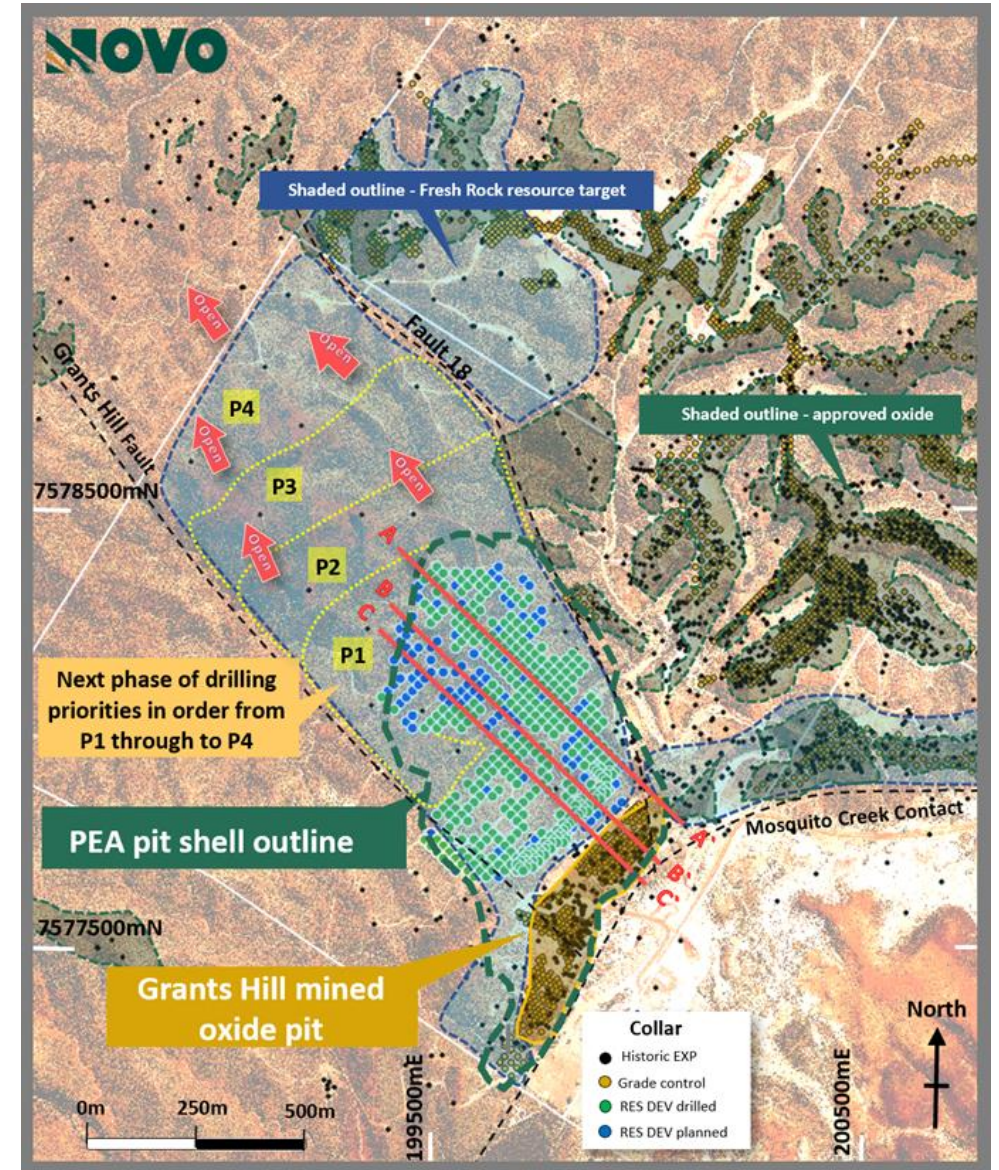 NOVO
Shaded outline - Fresh Rock resource target
Shaded outline - approved oxide
Fault 18
Grants Hill Fault
Open
Open
Open
Open
Open
P4
P3
P2
P1
7578500mN
A
B
C
Next phase of drilling
priorities in order from
P1 through to P4
PEA pit shell outline
Mosquito Creek Contact
A'
B'
C'
7577500mN
Grants Hill mined
oxide pit
Collar
Historic EXP
Grade control
RES DEV drilled
RES DEV planned
North
0m 250m 500m
199500mE
200500mE